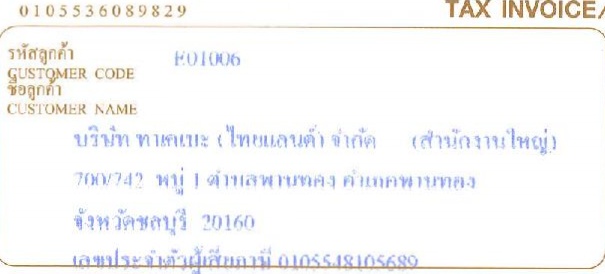 0105536089829 TAX INVOICE/
รหัสลูกค้า E01006
CUSTOMER CODE
ชื่อลูกค้า
CUSTOMER NAME
บริษัท ทาคเบะ (ไทยแลนด์) จำกัด (สำนักงานใหญ่)
700/742 หมู่ 1 ตำบลพานทอง อำเภอพานทอง
จังหวัดชลบุรี 20160
เลขประจำตัวผู้เสียภาษี 0105548105689